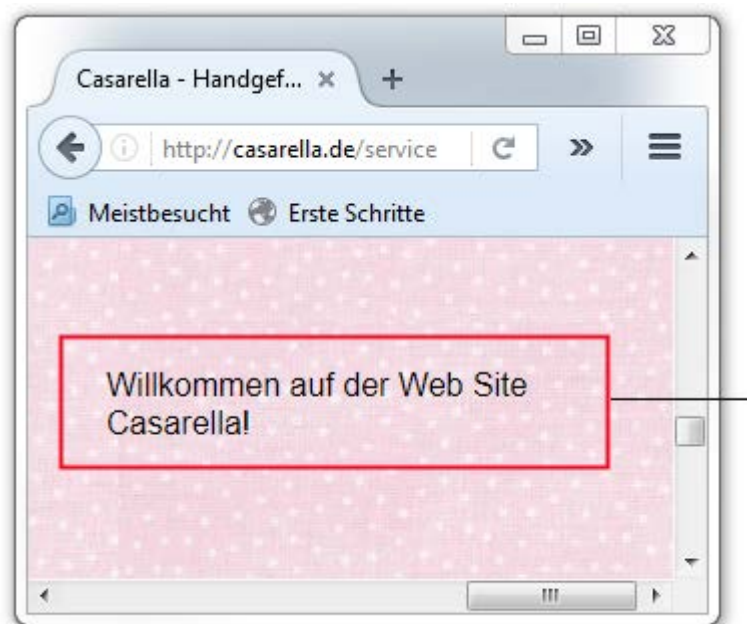 Casarella - Handgef...
http://casarella.de/service
Meistbesucht Erste Schritte
Willkommen auf der Web Site
Casarella!